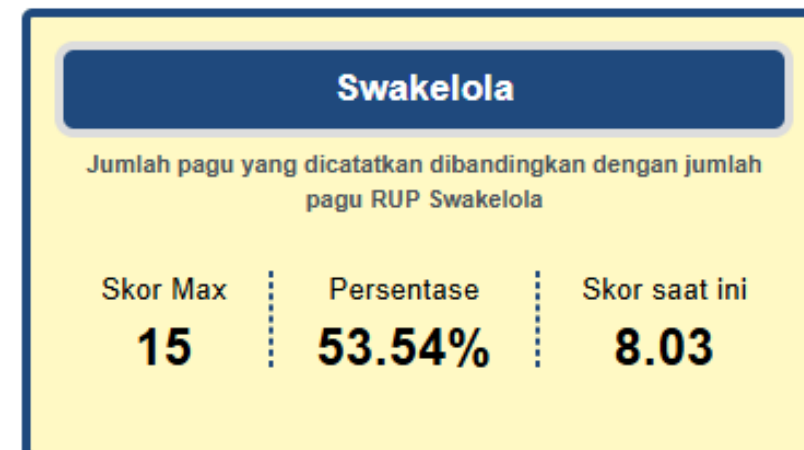 Swakelola
Jumlah pagu yang dicatatkan dibandingkan dengan jumlah
pagu RUP Swakelola
Skor Max
Persentase
Skor saat ini
15
53.54%
8.03